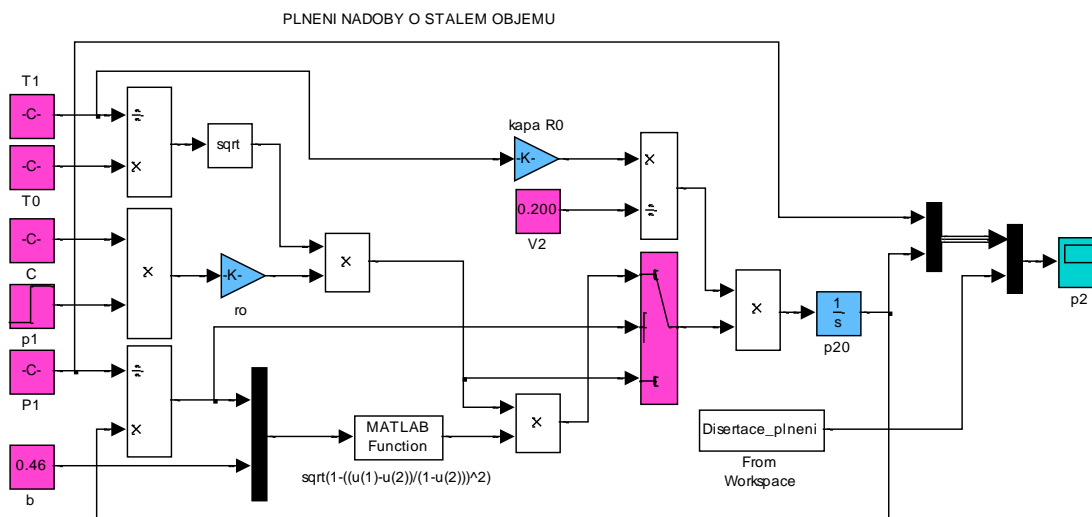 PLNENI NADOBY O STALEM OBJEMU
T1
-C-
T0
-C-
sqrt
kapa R0
-K-
0.200
V2
C
-C-
-K-
ro
p1
P1
-C-
1
s
p20
p2
MATLAB
Function
sqrt(1-((u(1)-u(2))/(1-u(2)))^2)
Disertace_plneni
From
Workspace
0.46
b